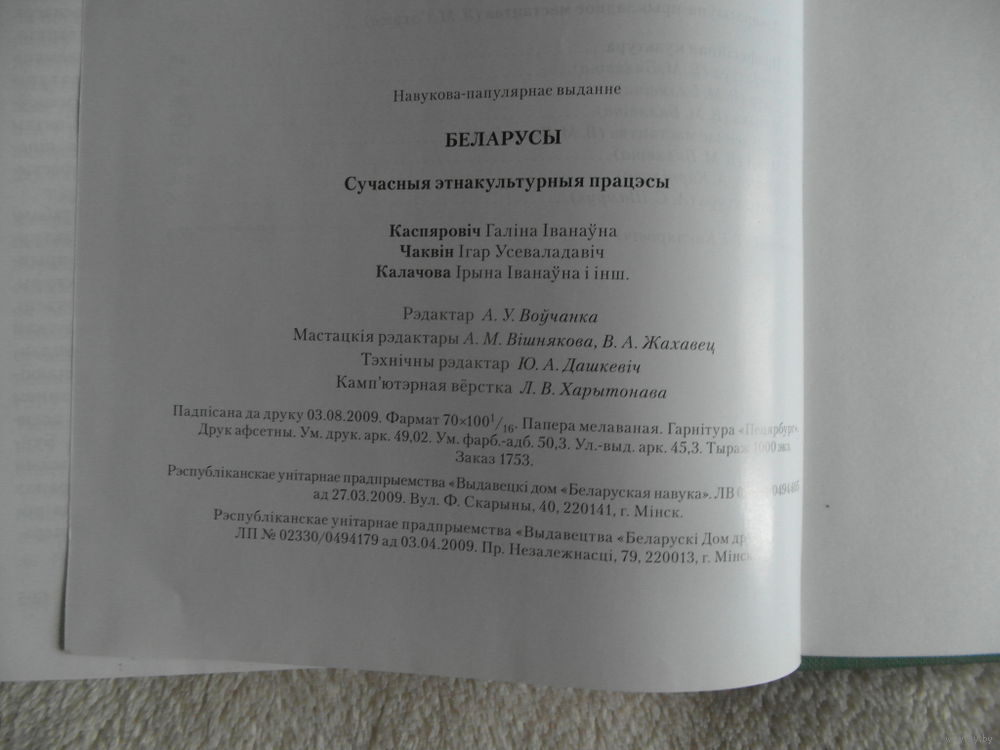 Навукова-папулярнае выданне
БЕЛАРУСЫ
Сучасныя этнакультурныя працэсы
Каспяровіч Галіна Іванаўна
Чаквін Ігар Усеваладавіч
Калачова Ірына Іванаўна і інш.
Рэдактар А. У. Воўчанка
Мастацкія рэдактары А. М. Вішнякова, В. А. Жахавец
Тэхнічны рэдактар Ю. А. Дашкевіч
Камп'ютэрная вёрстка Л. В. Харытонава
Падпісана да друку 03.08.2009. Фармат 70×100¹/₁₆. Папера мелаваная. Гарнітура «Пецярбург».
Друк афсетны. Ум. друк. арк. 49,02. Ум. фарб.-адб. 50,3. Ул.-выд. арк. 45,3. Тыраж 1000 экз.
Заказ 1753.
Рэспубліканскае унітарнае прадпрыемства «Выдавецкі дом «Беларуская навука». ЛВ
ад 27.03.2009. Вул. Ф. Скарыны, 40, 220141, г. Мінск.
Рэспубліканскае унітарнае прадпрыемства «Выдавецтва «Беларускі Дом
ЛП № 02330/0494179 ад 03.04.2009. Пр. Незалежнасці, 79, 220013, г. Мінск